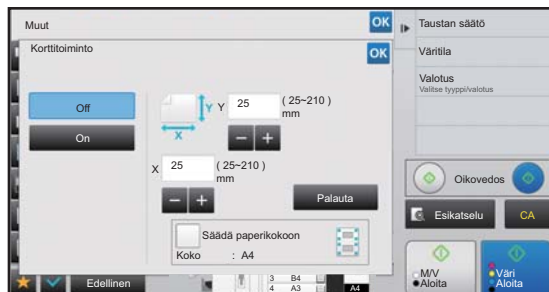 Muut
OK
Korttitoiminto
OK
Off
On
Y
Y
25
( 25~210 )
mm
X
X
25
( 25~210 )
mm
Palauta
Säädä paperikokoon
Koko : A4
Edellinen
3 B4
4 A3
A4
Taustan säätö
Väritila
Valotus
Valitse tyyppi/valotus
Oikovedos
Esikatselu
CA
M/V
Aloita
Väri
Aloita